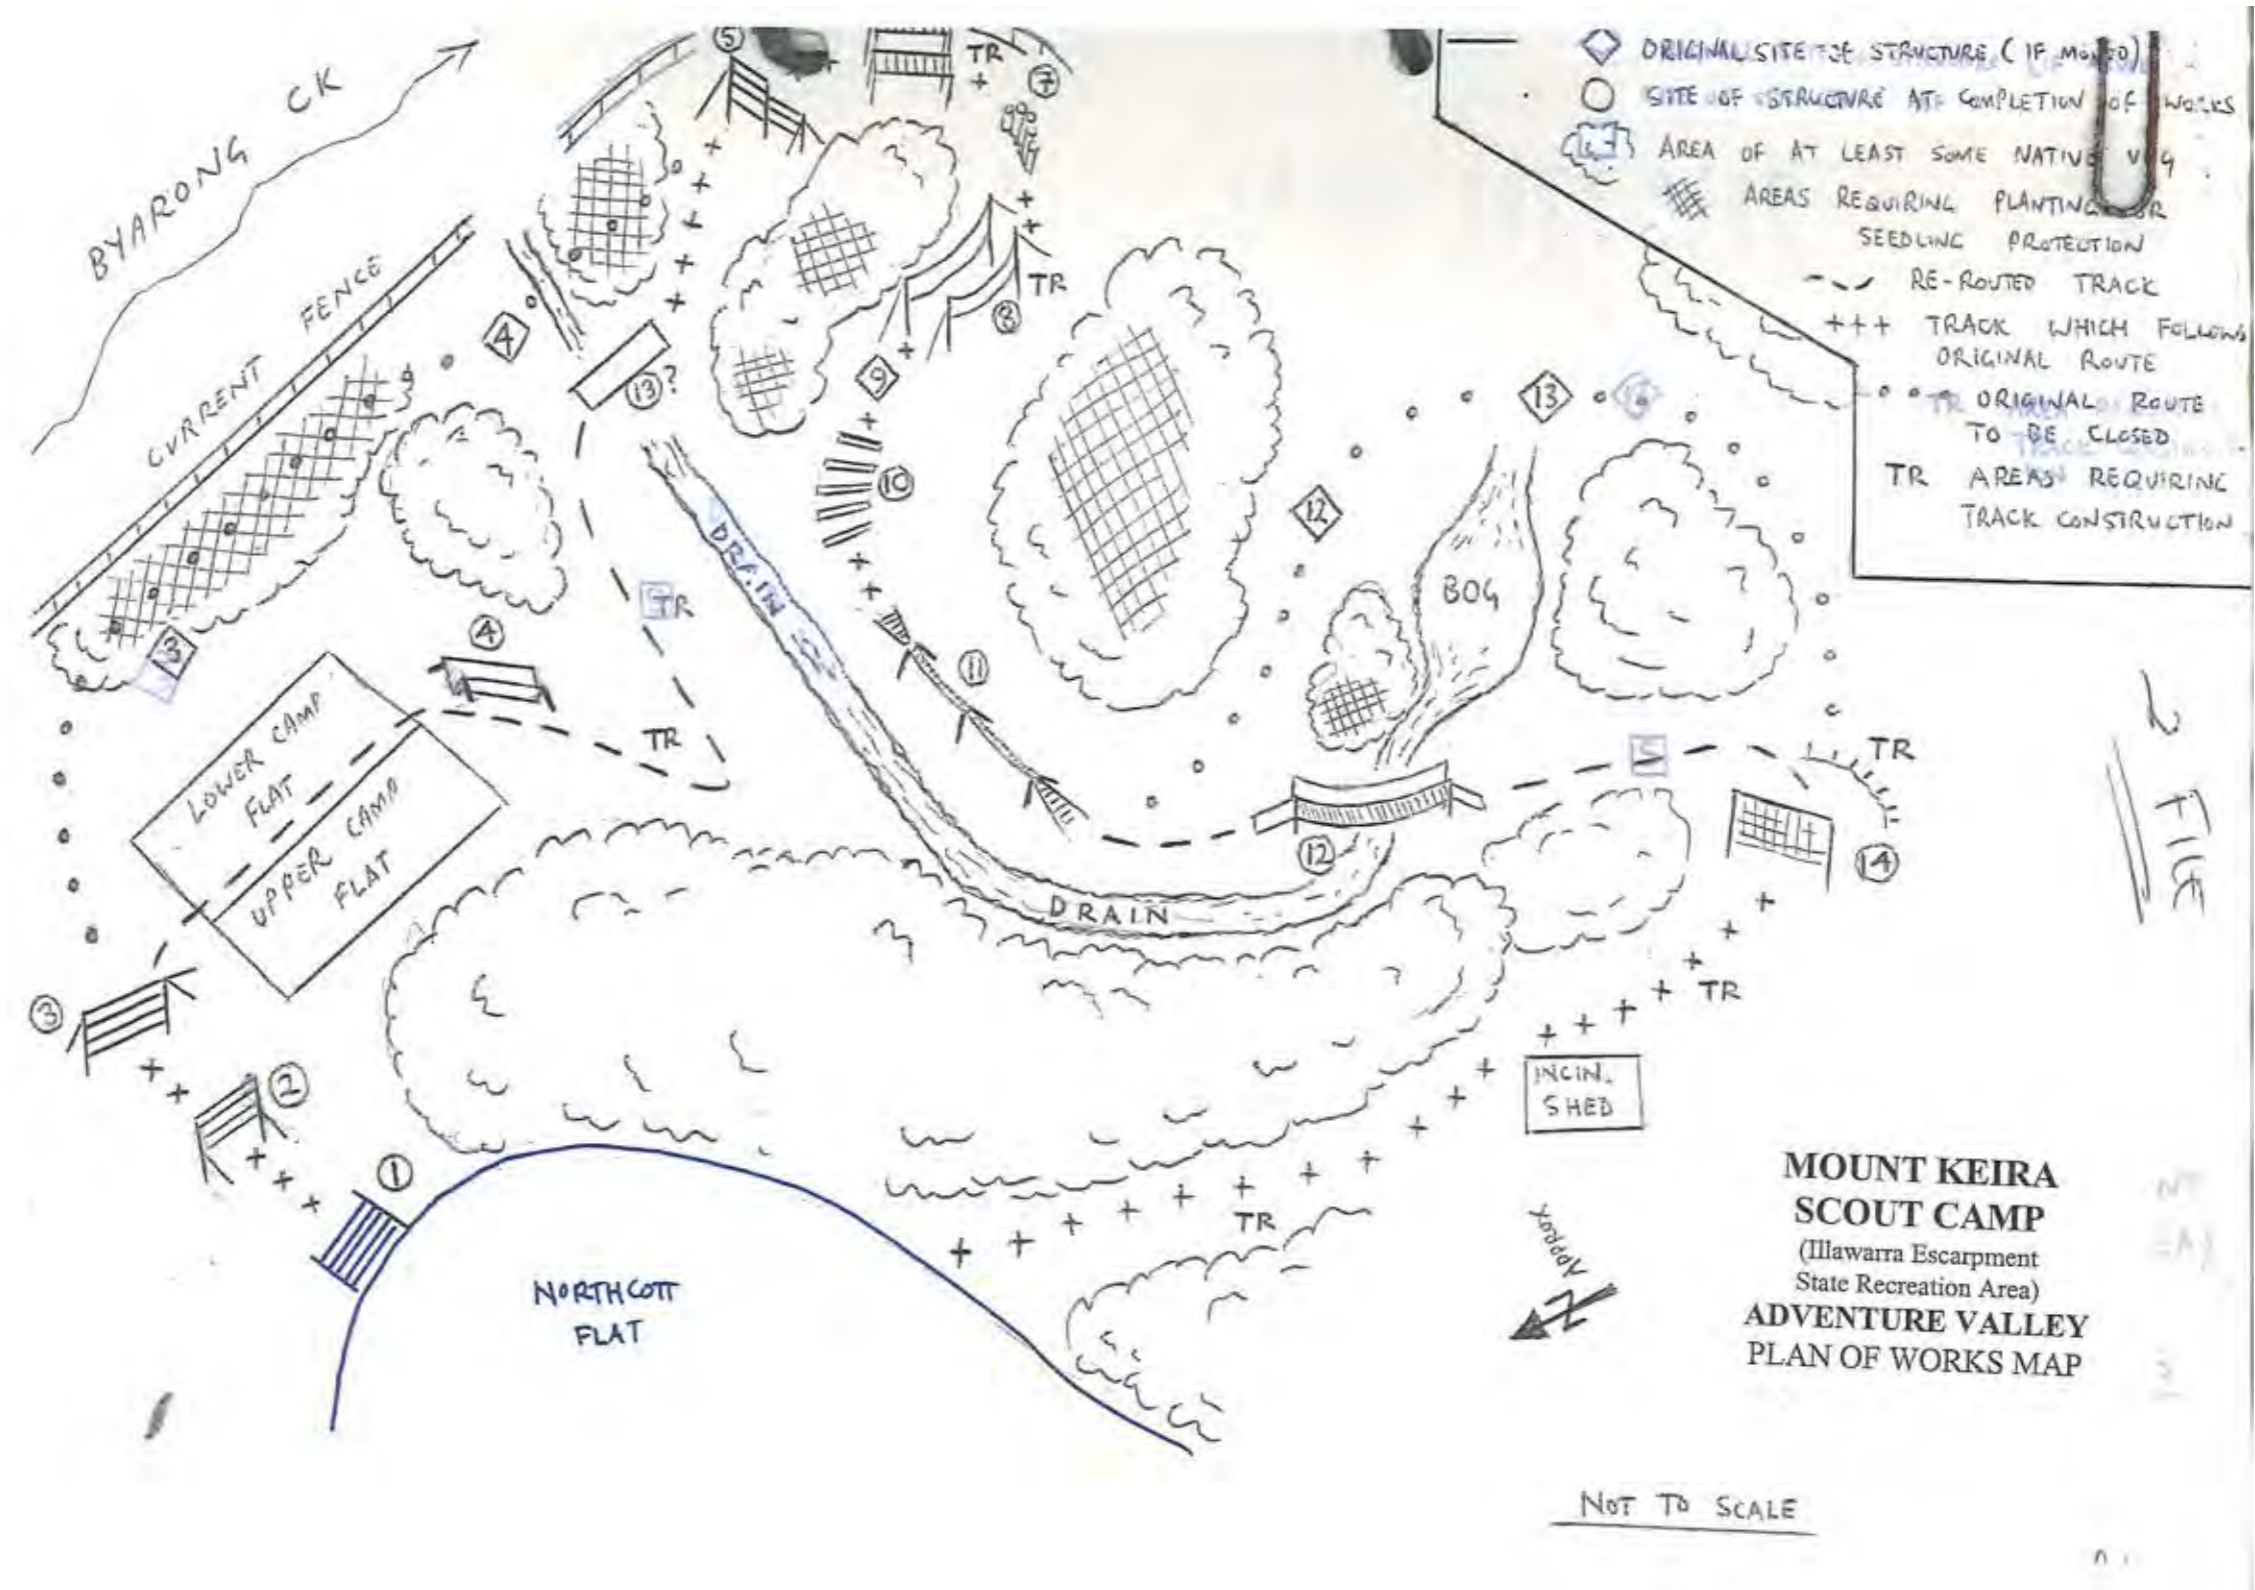 ORIGINAL SITE OF STRUCTURE (IF MOVED)
SITE OF STRUCTURE AT COMPLETION OF WORKS
AREA OF AT LEAST SOME NATIVE VEG
AREAS REQUIRING PLANTING OR
SEEDLING PROTECTION
RE-ROUTED TRACK
+++ TRACK WHICH FOLLOWS
ORIGINAL ROUTE
ORIGINAL ROUTE
TO BE CLOSED
TR AREAS REQUIRING
TRACK CONSTRUCTION
BYARONG CK
CURRENT FENCE
5
TR
7
TR
8
4
13?
9
10
13
12
DRAIN
BOG
TR
3
4
11
TR
LOWER CAMP
FLAT
UPPER CAMP
FLAT
TR
12
14
DRAIN
3
TR
2
INCIN.
SHED
1
TR
NORTHCOTT
FLAT
2 FILE
Approx
N
MOUNT KEIRA
SCOUT CAMP
(Illawarra Escarpment
State Recreation Area)
ADVENTURE VALLEY
PLAN OF WORKS MAP
NOT TO SCALE